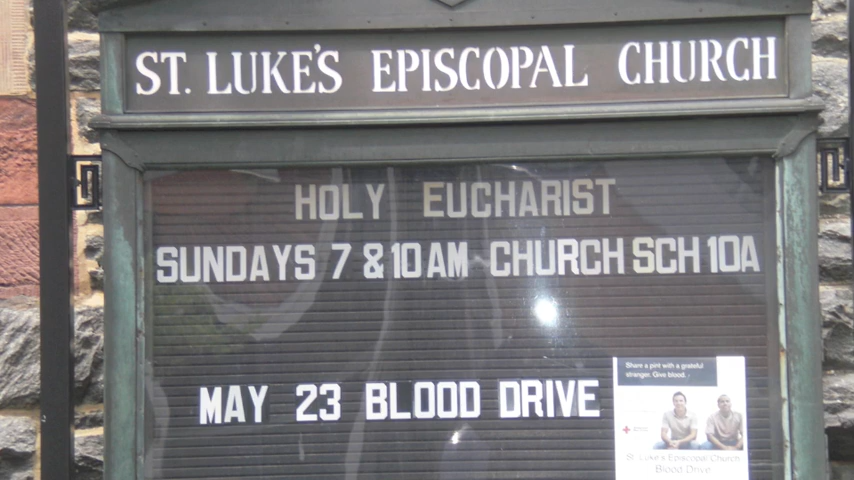 ST. LUKE'S EPISCOPAL CHURCH
HOLY EUCHARIST
SUNDAYS 7 & 10 AM CHURCH SCH 10A
MAY 23 BLOOD DRIVE
Share a pint with a grateful
stranger. Give blood.
St. Luke's Episcopal Church
Blood Drive